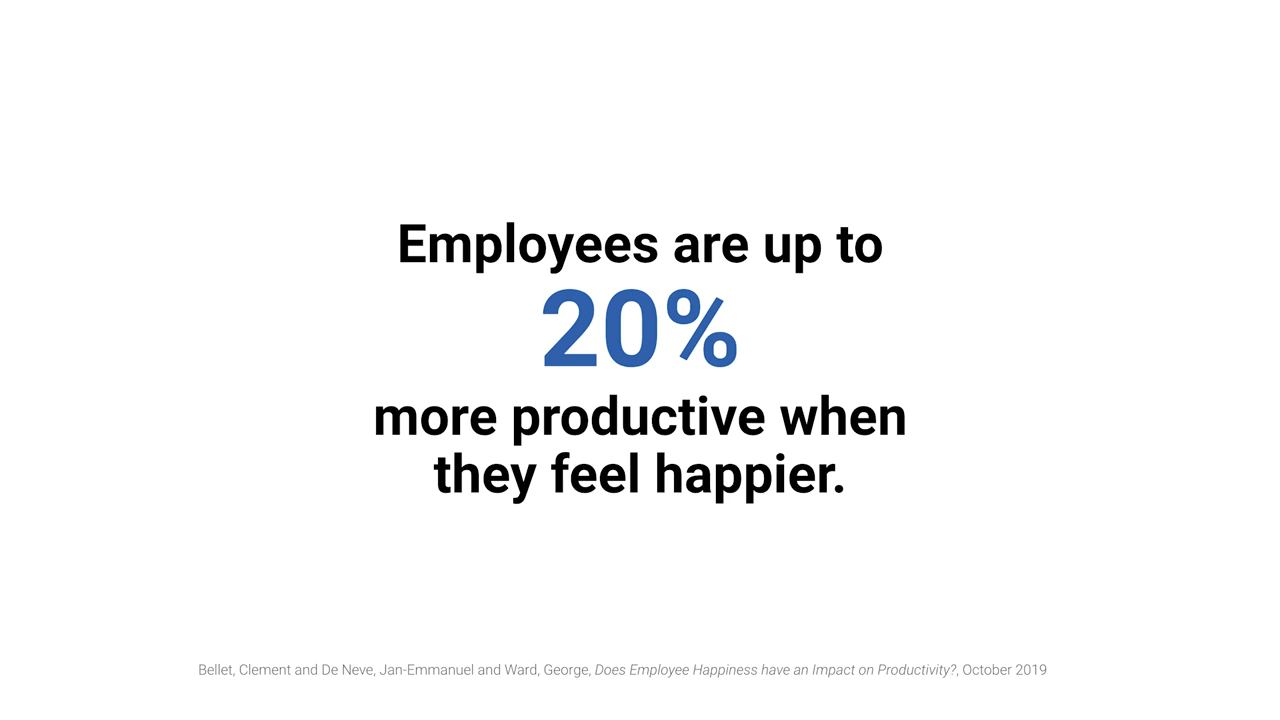 Employees are up to
20%
more productive when
they feel happier.
Bellet, Clement and De Neve, Jan-Emmanuel and Ward, George, Does Employee Happiness have an Impact on Productivity?, October 2019